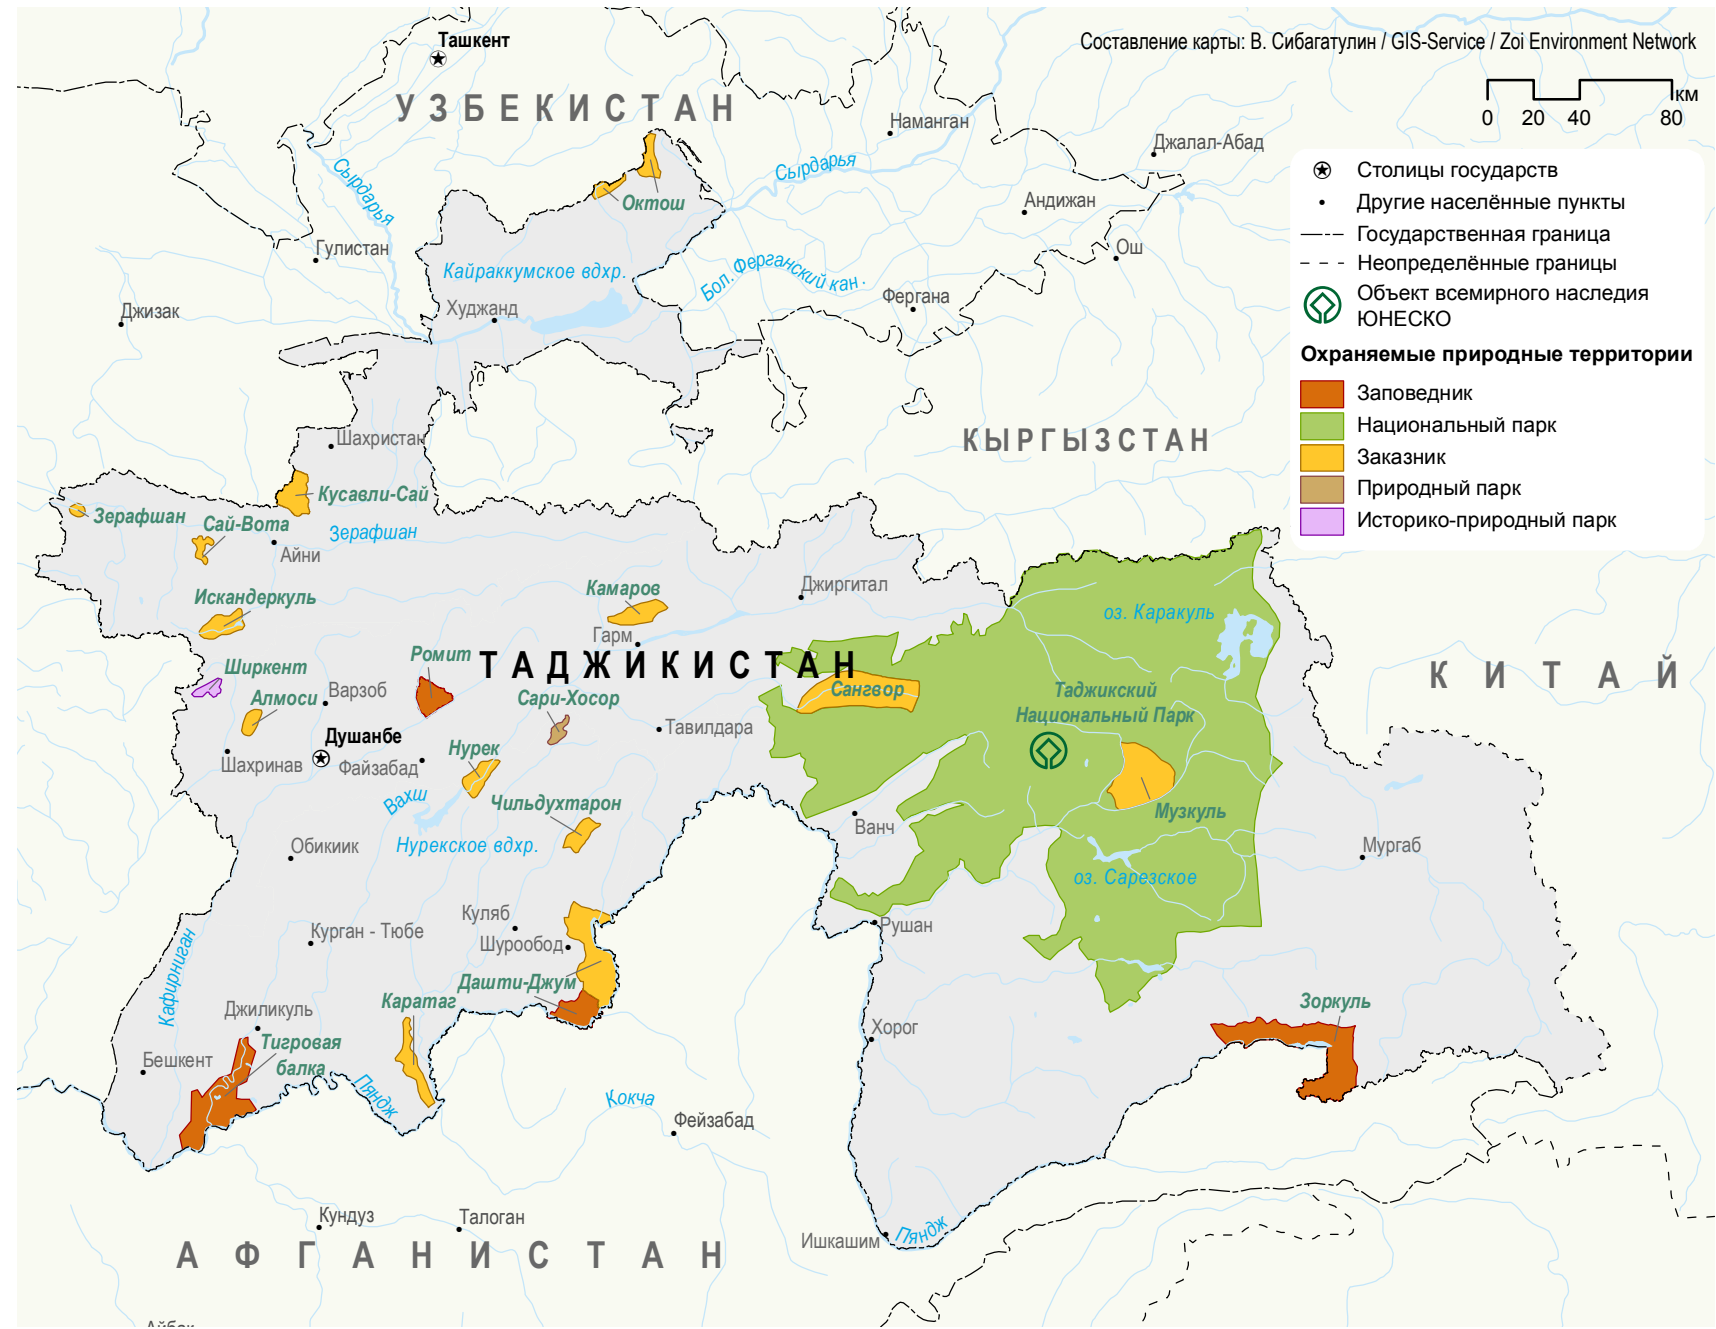 Ташкент
Составление карты: В. Сибагатулин / GIS-Service / Zoi Environment Network
км
0 20 40 80
УЗБЕКИСТАН
Наманган
Джалал-Абад
Сырдарья
Сырдарья
Октош
Андижан
Гулистан
Ош
Кайраккумское вдхр.
Бол. Ферганский кан.
Фергана
Джизак
Худжанд
Столицы государств
Другие населённые пункты
Государственная граница
Неопределённые границы
Объект всемирного наследия
ЮНЕСКО
Охраняемые природные территории
Заповедник
Национальный парк
Заказник
Природный парк
Историко-природный парк
Шахристан
КЫРГЫЗСТАН
Кусавли-Сай
Зерафшан
Сай-Вота
Зерафшан
Айни
Искандеркуль
Камаров
Джиргитал
оз. Каракуль
Гарм
Ширкент
Ромит
ТАДЖИКИСТАН
КИТАЙ
Алмоси
Варзоб
Сари-Хосор
Сангвор
Таджикский
Национальный Парк
Тавилдара
Душанбе
Нурек
Шахринав
Файзабад
Вахш
Чильдухтарон
Музкуль
Ванч
Обикиик
Нурекское вдхр.
Мургаб
оз. Сарезское
Куляб
Рушан
Курган - Тюбе
Шурообод
Кафирниган
Дашти-Джум
Каратаг
Зоркуль
Джиликуль
Хорог
Тигровая
балка
Бешкент
Пяндж
Кокча
Фейзабад
Кундуз
Талоган
Ишкашим
Пяндж
АФГАНИСТАН